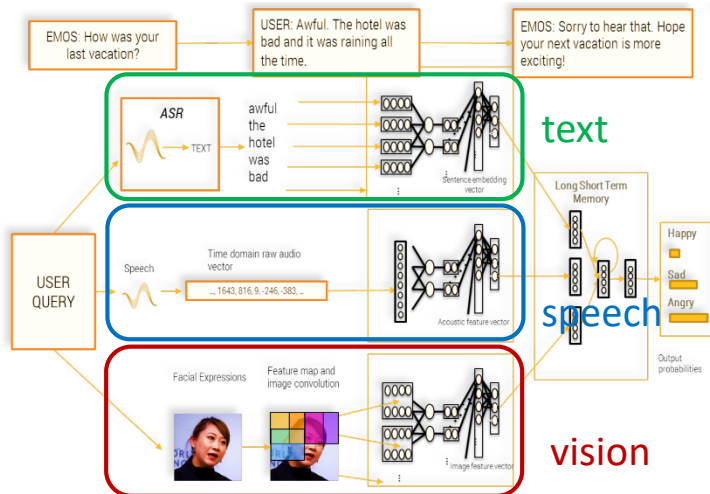 EMOS: How was your
last vacation?
USER: Awful. The hotel was
bad and it was raining all
the time.
EMOS: Sorry to hear that. Hope
your next vacation is more
exciting!
ASR
TEXT
awful
the
hotel
was
bad
⋮
Sentence embedding
vector
text
Long Short Term
Memory
USER
QUERY
Speech
Time domain raw audio
vector
..., 1643, 816, 9, -246, -383, ...
Acoustic feature vector
speech
Happy
Sad
Angry
Output
probabilities
Facial Expressions
Feature map and
image convolution
Image feature vector
vision